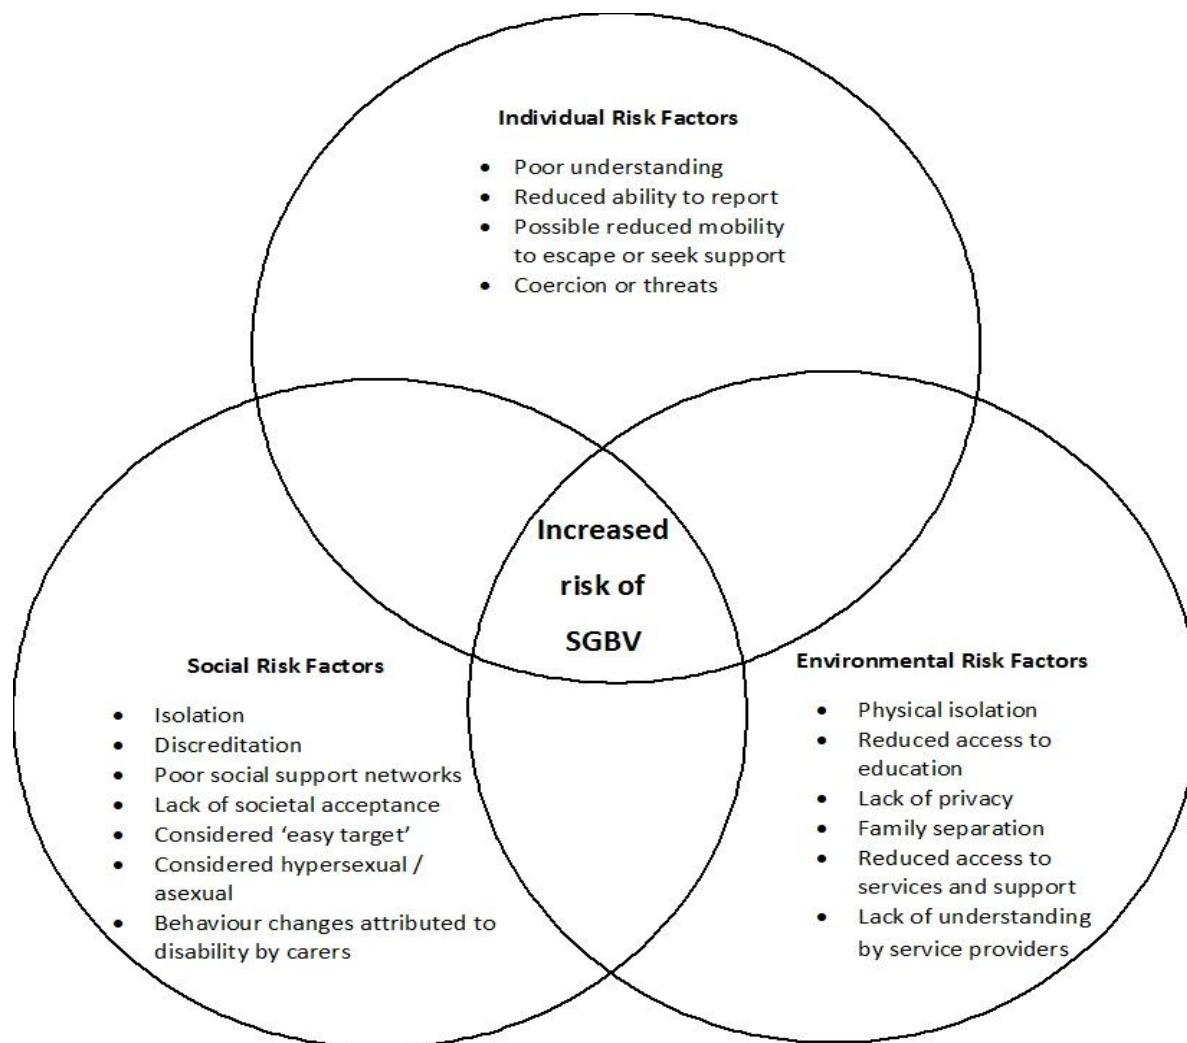 Individual Risk Factors
• Poor understanding
• Reduced ability to report
• Possible reduced mobility
to escape or seek support
• Coercion or threats
Increased
risk of
SGBV
Social Risk Factors
• Isolation
• Discreditation
• Poor social support networks
• Lack of societal acceptance
• Considered ‘easy target’
• Considered hypersexual /
asexual
• Behaviour changes attributed to
disability by carers
Environmental Risk Factors
• Physical isolation
• Reduced access to
education
• Lack of privacy
• Family separation
• Reduced access to
services and support
• Lack of understanding
by service providers